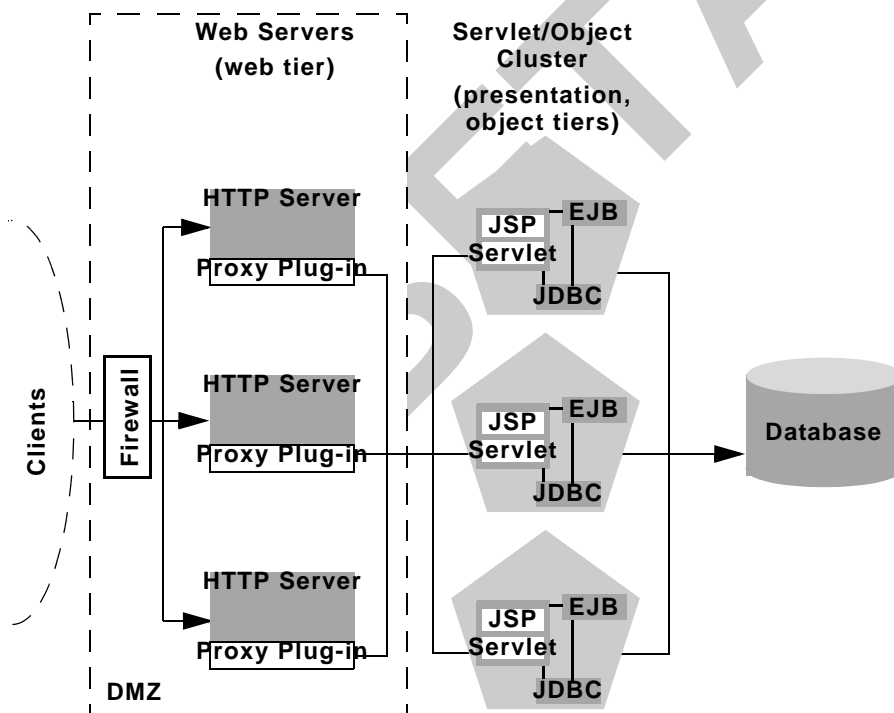 Web Servers
(web tier)
Servlet/Object
Cluster
(presentation,
object tiers)
HTTP Server
Proxy Plug-in
JSP
Servlet
EJB
JDBC
Clients
Firewall
HTTP Server
Proxy Plug-in
JSP
Servlet
EJB
JDBC
Database
HTTP Server
Proxy Plug-in
JSP
Servlet
EJB
JDBC
DMZ